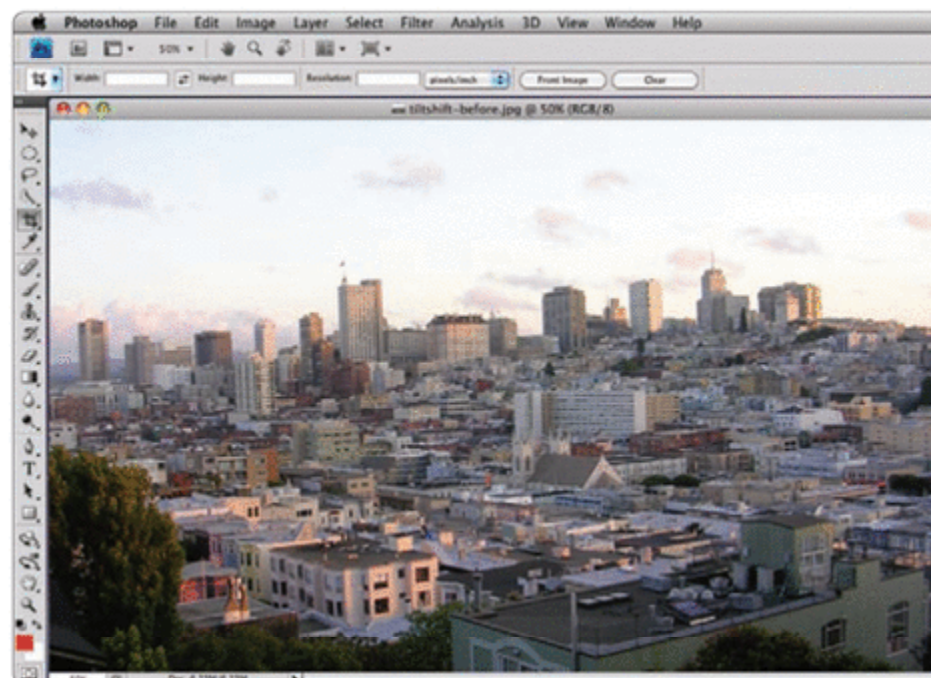 Photoshop File Edit Image Layer Select Filter Analysis 3D View Window Help
50%
Width: Height: Resolution: pixels/inch Front Image Clear
tiltshift-before.jpg @ 50% (RGB/8)
T